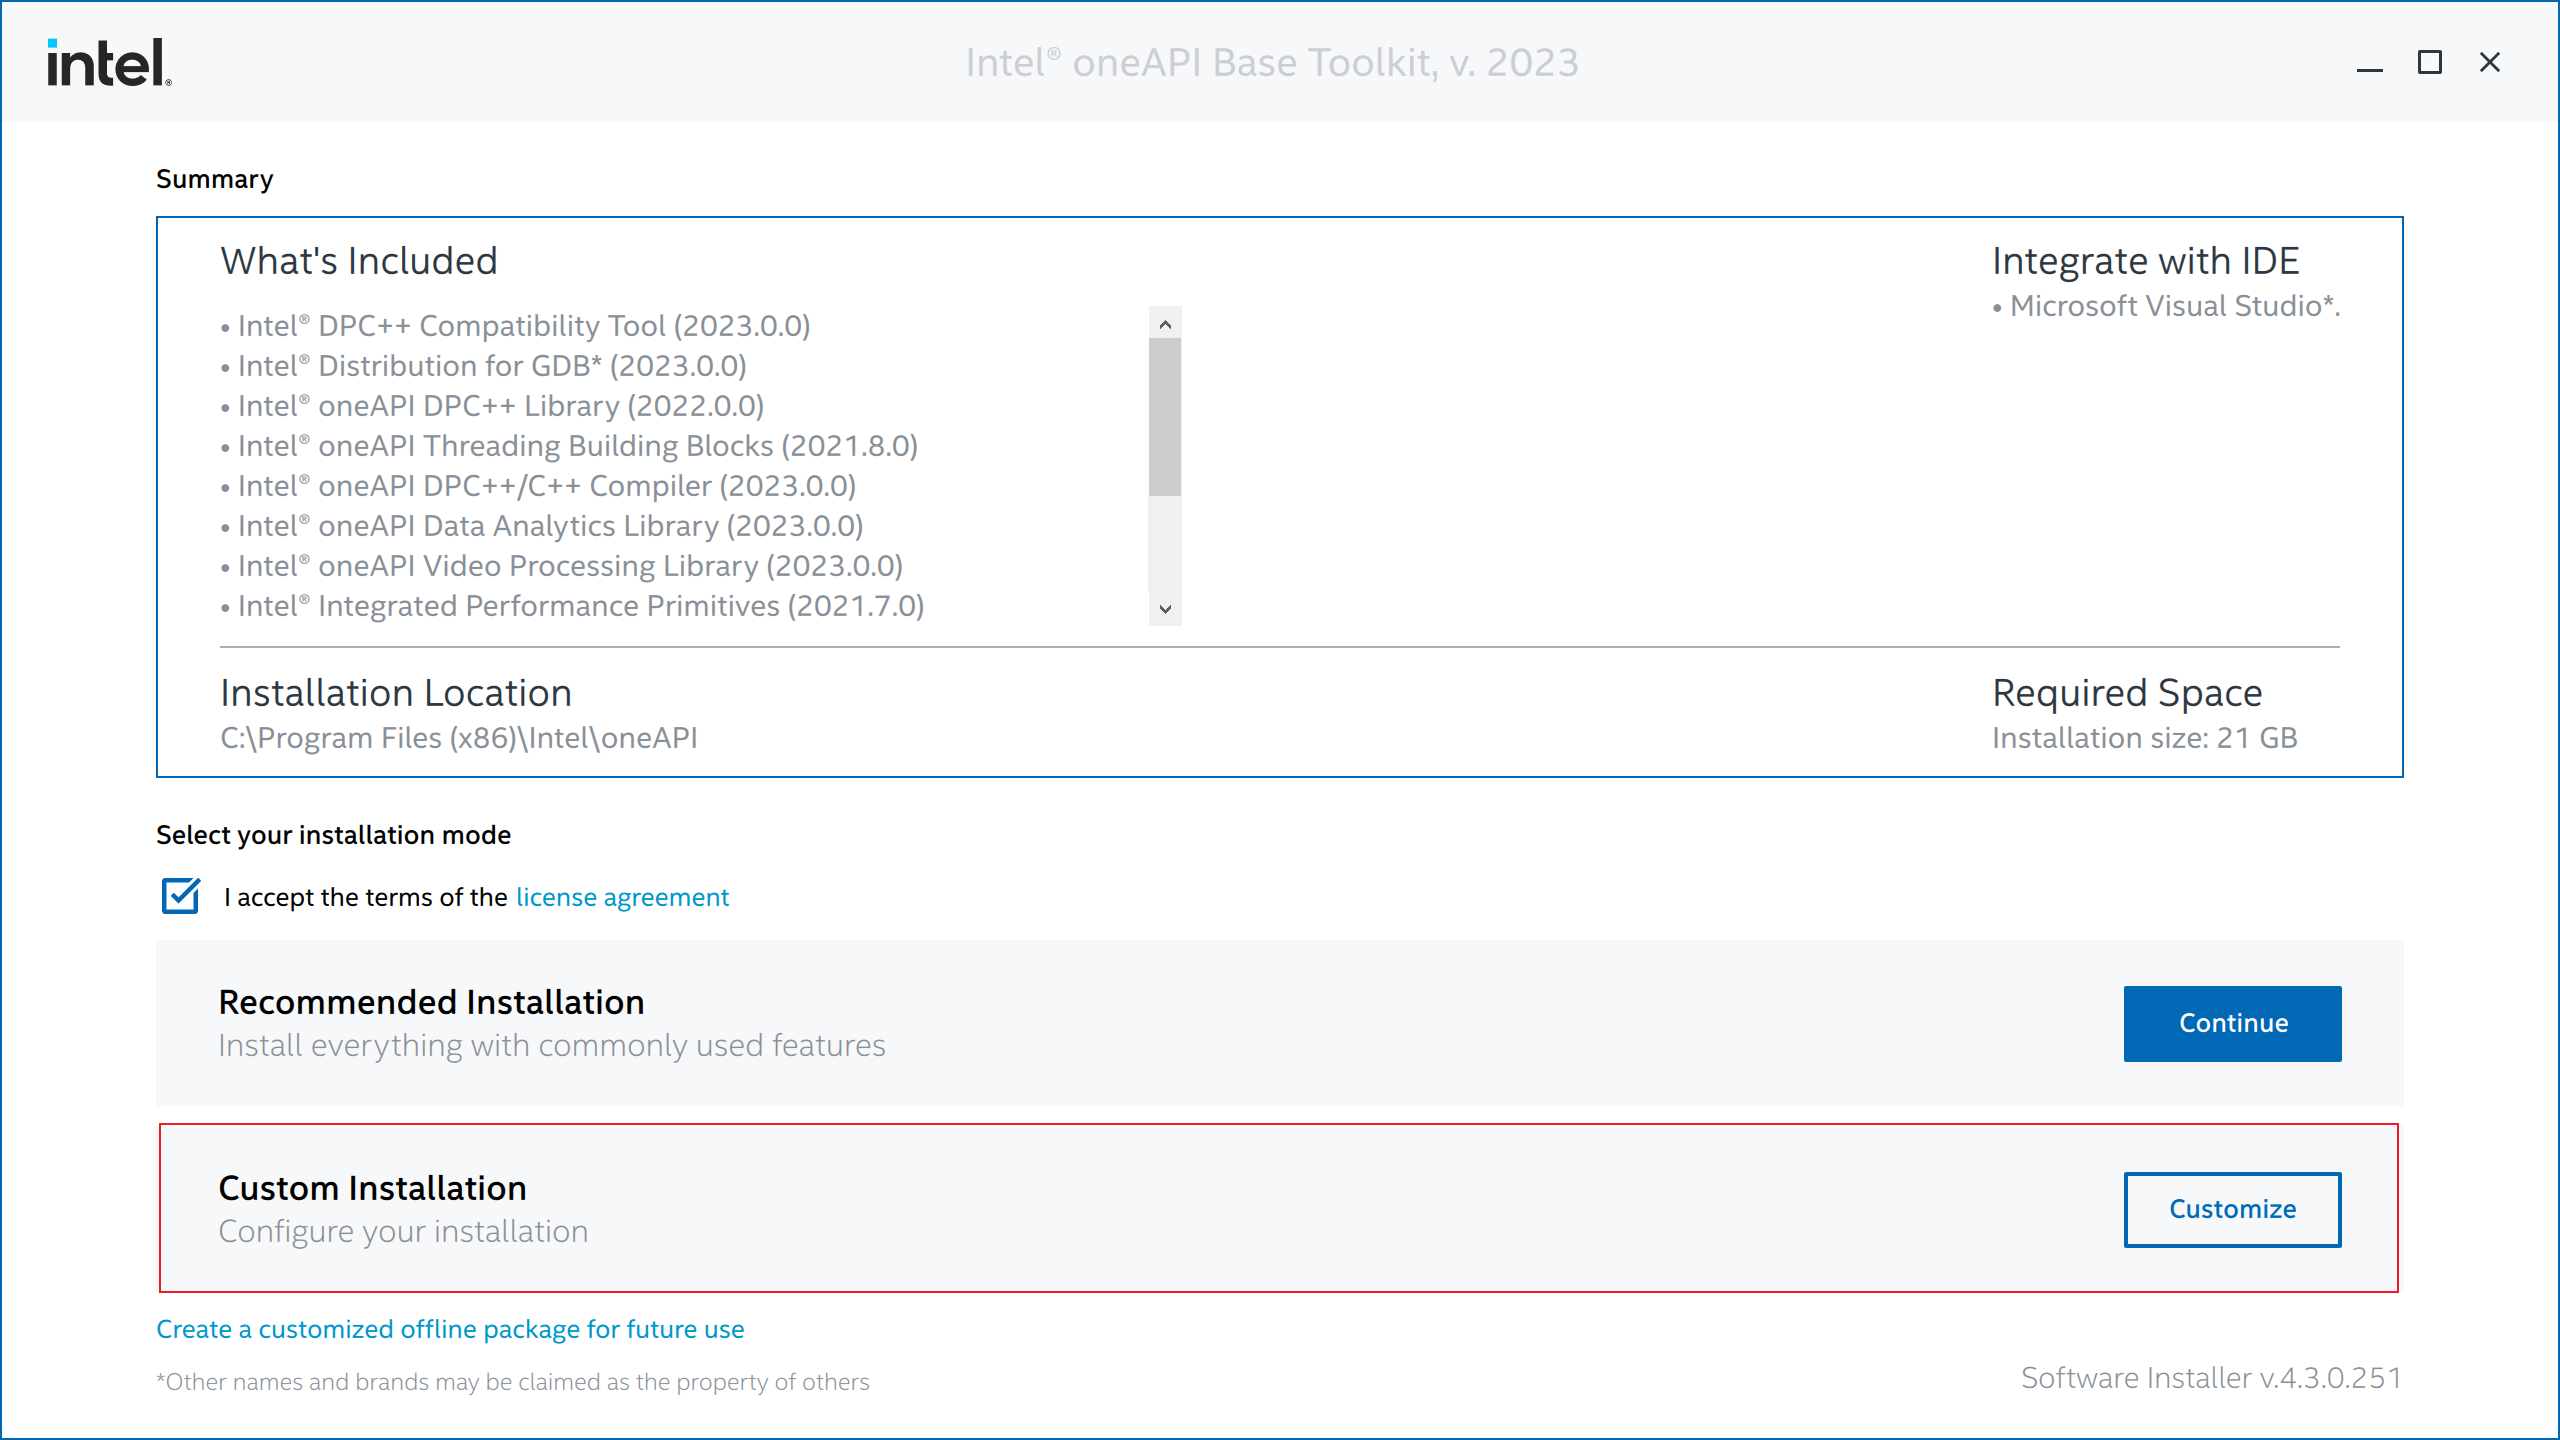 intel®
Intel® oneAPI Base Toolkit, v. 2023
Summary
What's Included
• Intel® DPC++ Compatibility Tool (2023.0.0)
• Intel® Distribution for GDB* (2023.0.0)
• Intel® oneAPI DPC++ Library (2022.0.0)
• Intel® oneAPI Threading Building Blocks (2021.8.0)
• Intel® oneAPI DPC++/C++ Compiler (2023.0.0)
• Intel® oneAPI Data Analytics Library (2023.0.0)
• Intel® oneAPI Video Processing Library (2023.0.0)
• Intel® Integrated Performance Primitives (2021.7.0)
Integrate with IDE
• Microsoft Visual Studio*.
Installation Location
C:\Program Files (x86)\Intel\oneAPI
Required Space
Installation size: 21 GB
Select your installation mode
I accept the terms of the license agreement
Recommended Installation
Install everything with commonly used features
Continue
Custom Installation
Configure your installation
Customize
Create a customized offline package for future use
*Other names and brands may be claimed as the property of others
Software Installer v.4.3.0.251